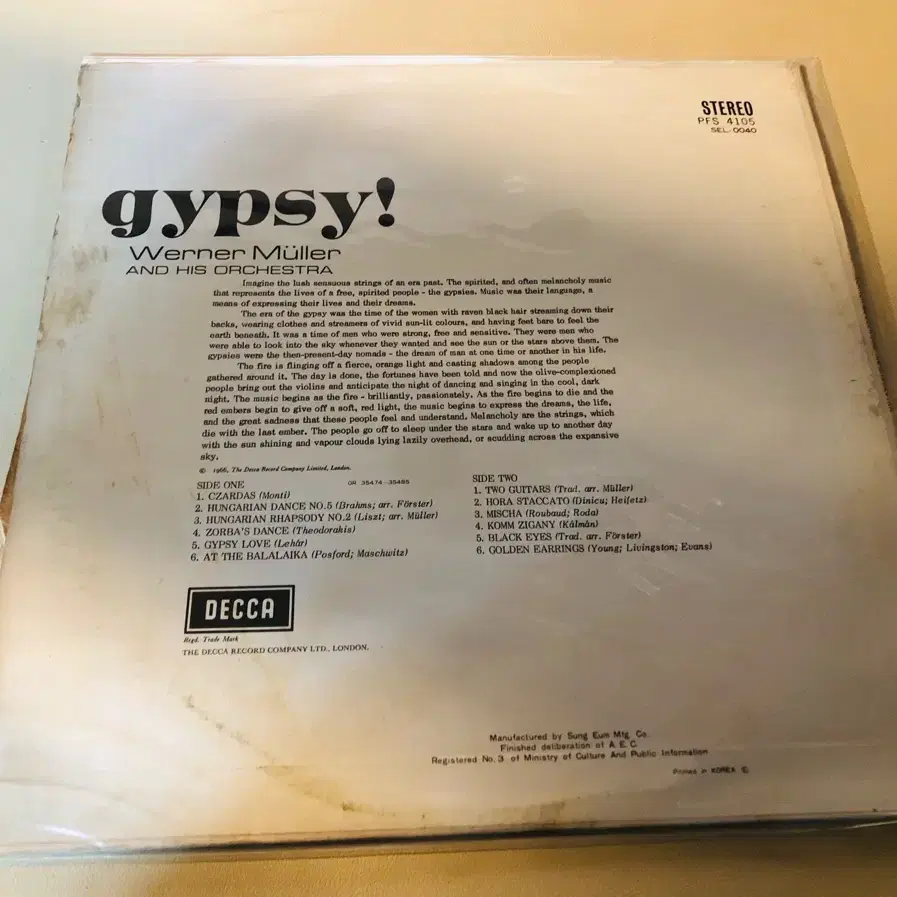 STEREO
PFS 4105
SEL-0040
gypsy!
Werner Müller
AND HIS ORCHESTRA
Imagine the lush sensuous strings of an era past. The spirited, and often melancholy music
that represents the lives of a free, spirited people - the gypsies. Music was their language, a
means of expressing their lives and their dreams.
The era of the gypsy was the time of the women with raven black hair streaming down their
backs, wearing clothes and streamers of vivid sun-lit colours, and having feet bare to feel the
earth beneath. It was a time of men who were strong, free and sensitive. They were men who
were able to look into the sky whenever they wanted and see the sun or the stars above them. The
gypsies were the then-present-day nomads - the dream of man at one time or another in his life.
The fire is flinging off a fierce, orange light and casting shadows among the people
gathered around it. The day is done, the fortunes have been told and now the olive-complexioned
people bring out the violins and anticipate the night of dancing and singing in the cool, dark
night. The music begins as the fire - brilliantly, passionately. As the fire begins to die and the
red embers begin to give off a soft, red light, the music begins to express the dreams, the life,
and the great sadness that these people feel and understand. Melancholy are the strings, which
die with the last ember. The people go off to sleep under the stars and wake up to another day
with the sun shining and vapour clouds lying lazily overhead, or scudding across the expansive
sky.
© 1966, The Decca Record Company Limited, London.
OR 35474-35485
SIDE ONE
1. CZARDAS (Monti)
2. HUNGARIAN DANCE NO.5 (Brahms; arr. Förster)
3. HUNGARIAN RHAPSODY NO.2 (Liszt; arr. Müller)
4. ZORBA'S DANCE (Theodorakis)
5. GYPSY LOVE (Lehár)
6. AT THE BALALAIKA (Posford; Maschwitz)
SIDE TWO
1. TWO GUITARS (Trad. arr. Müller)
2. HORA STACCATO (Dinicu; Heifetz)
3. MISCHA (Roubaud; Roda)
4. KOMM ZIGANY (Kálmán)
5. BLACK EYES (Trad. arr. Förster)
6. GOLDEN EARRINGS (Young; Livingston; Evans)
DECCA
Regd. Trade Mark
THE DECCA RECORD COMPANY LTD., LONDON.
Manufactured by Sung Eum Mfg. Co.
Finished deliberation of A.E.C.
Registered No.3 of Ministry of Culture And Public Information
Printed in KOREA ©